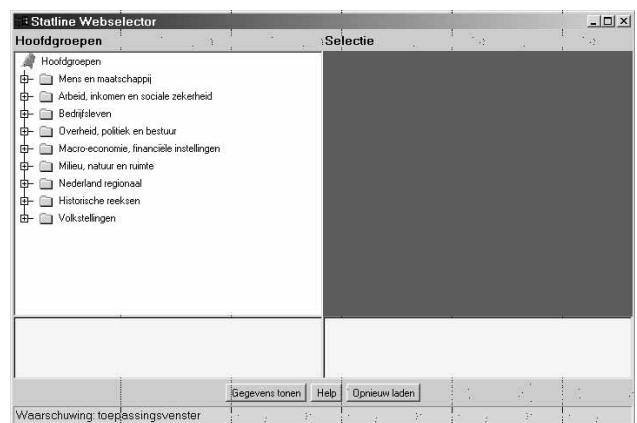 Statline Webselector
Hoofdgroepen Selectie
Hoofdgroepen
Mens en maatschappij
Arbeid, inkomen en sociale zekerheid
Bedrijfsleven
Overheid, politiek en bestuur
Macro-economie, financiële instellingen
Milieu, natuur en ruimte
Nederland regionaal
Historische reeksen
Volkstellingen
Gegevens tonen Help Opnieuw laden
Waarschuwing: toepassingsvenster